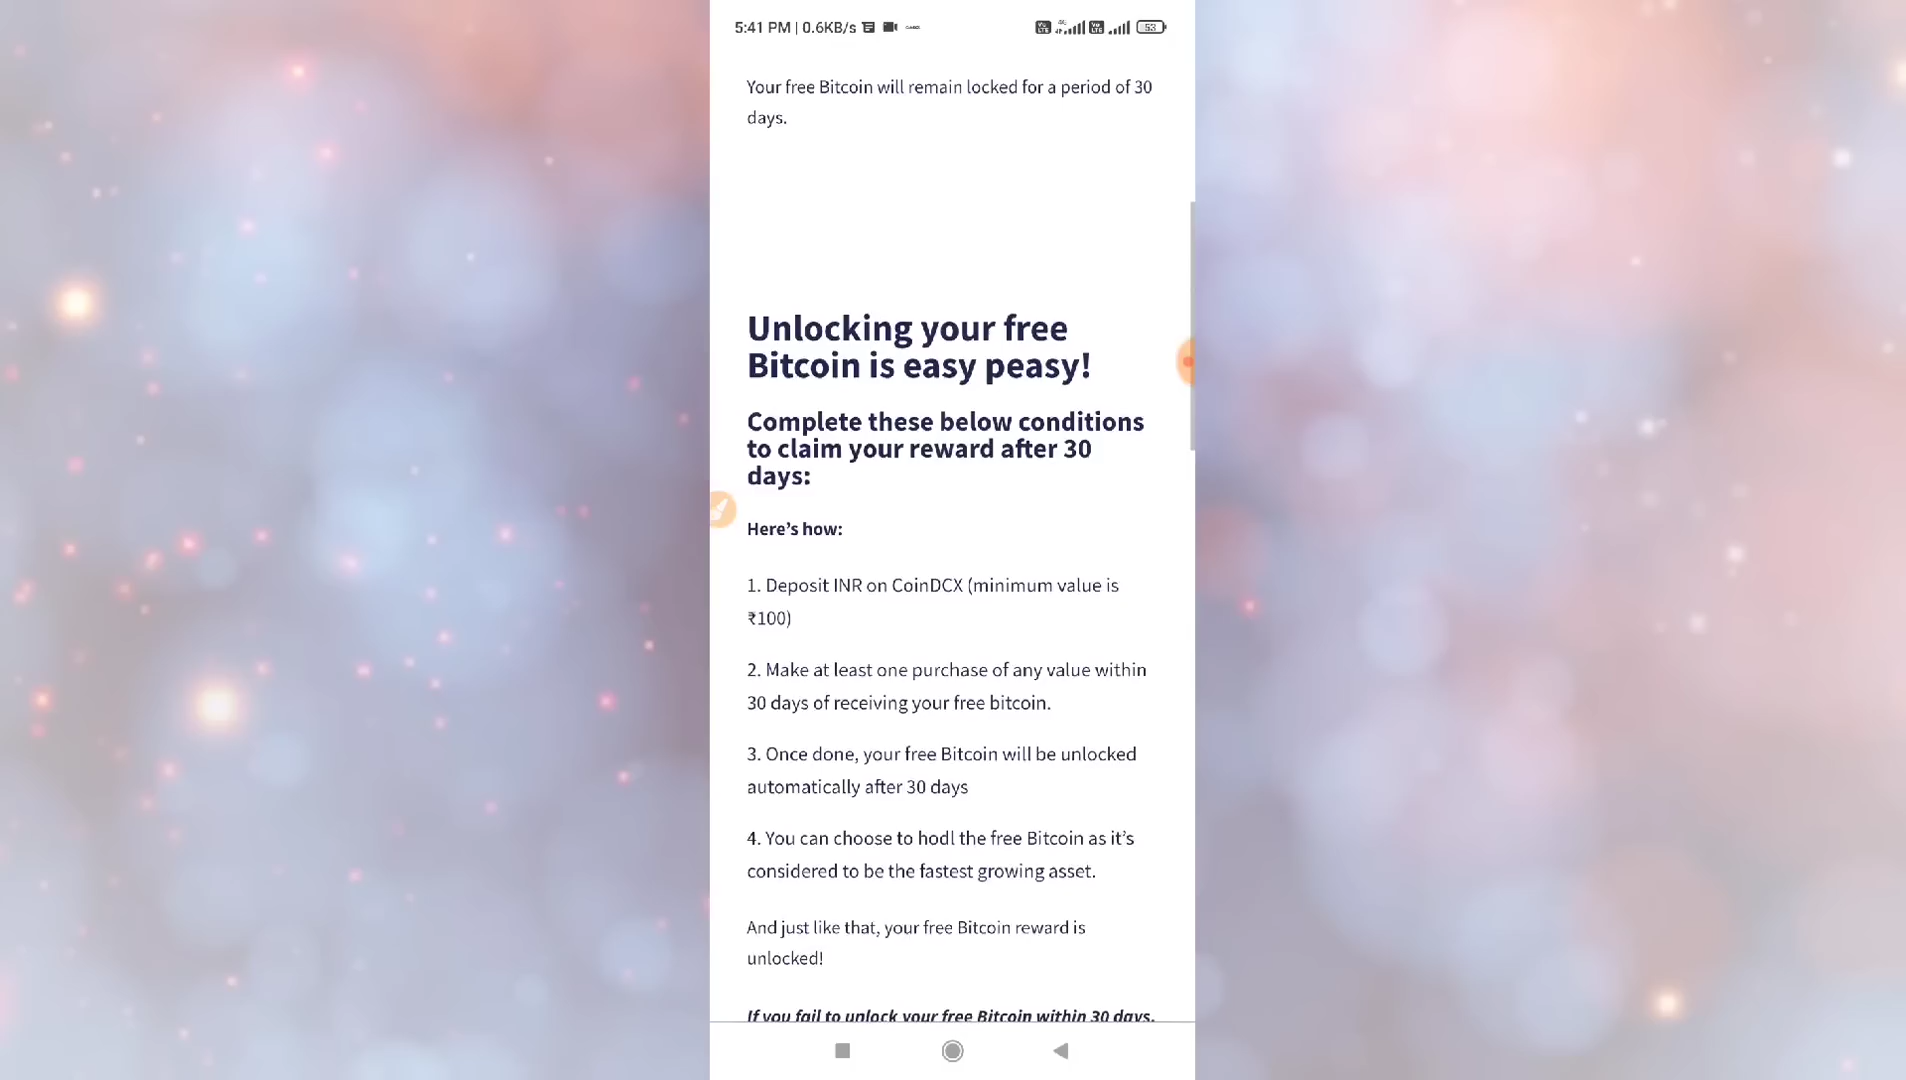 5:41 PM | 0.6KB/s
53
Your free Bitcoin will remain locked for a period of 30
days.
Unlocking your free
Bitcoin is easy peasy!
Complete these below conditions
to claim your reward after 30
days:
Here’s how:
1. Deposit INR on CoinDCX (minimum value is
₹100)
2. Make at least one purchase of any value within
30 days of receiving your free bitcoin.
3. Once done, your free Bitcoin will be unlocked
automatically after 30 days
4. You can choose to hodl the free Bitcoin as it’s
considered to be the fastest growing asset.
And just like that, your free Bitcoin reward is
unlocked!
If you fail to unlock your free Bitcoin within 30 days,